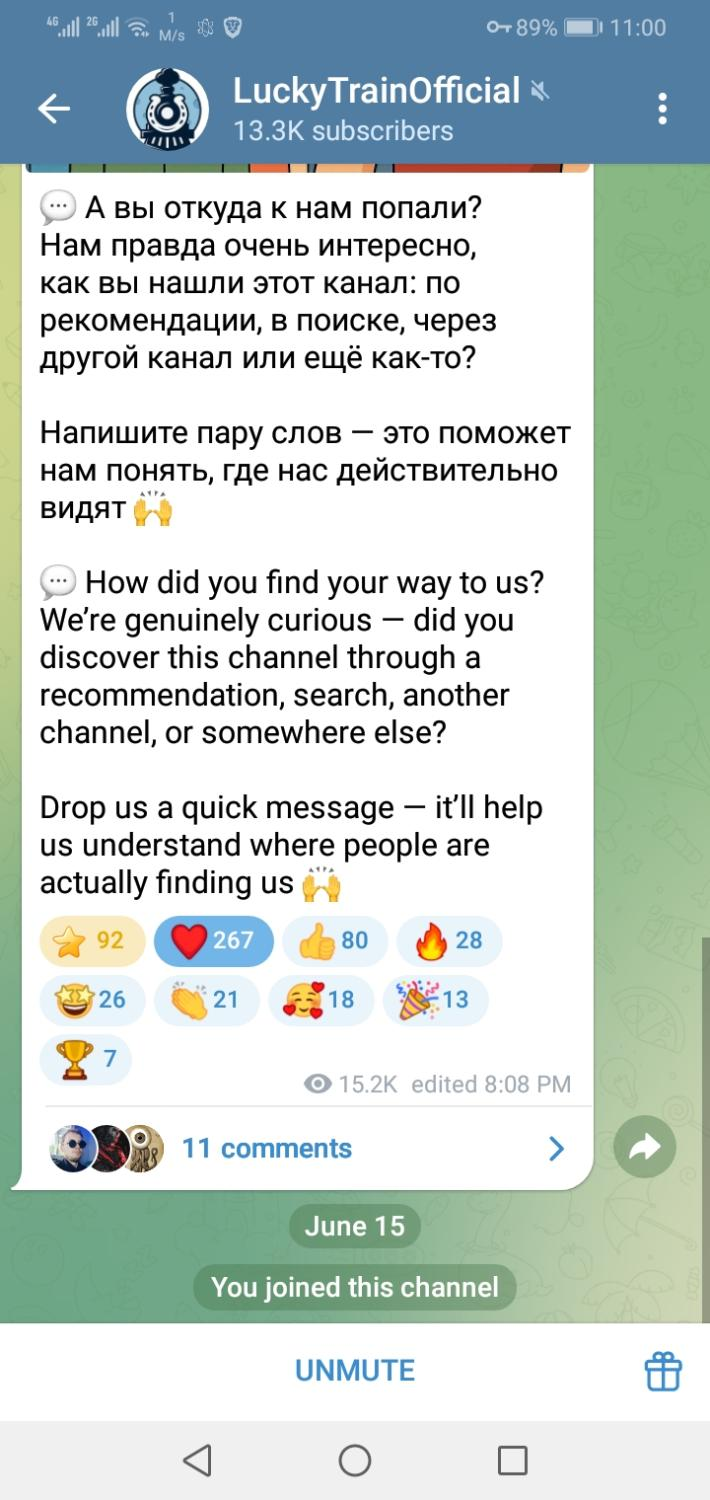 4G 2G 1 M/s 89% 11:00
LuckyTrainOfficial
13.3K subscribers
💬 А вы откуда к нам попали?
Нам правда очень интересно,
как вы нашли этот канал: по
рекомендации, в поиске, через
другой канал или ещё как-то?
Напишите пару слов — это поможет
нам понять, где нас действительно
видят 🙌
💬 How did you find your way to us?
We’re genuinely curious — did you
discover this channel through a
recommendation, search, another
channel, or somewhere else?
Drop us a quick message — it’ll help
us understand where people are
actually finding us 🙌
⭐ 92 ❤️ 267 👍 80 🔥 28
🤩 26 👏 21 🥰 18 🎉 13
🏆 7
15.2K edited 8:08 PM
11 comments
June 15
You joined this channel
UNMUTE